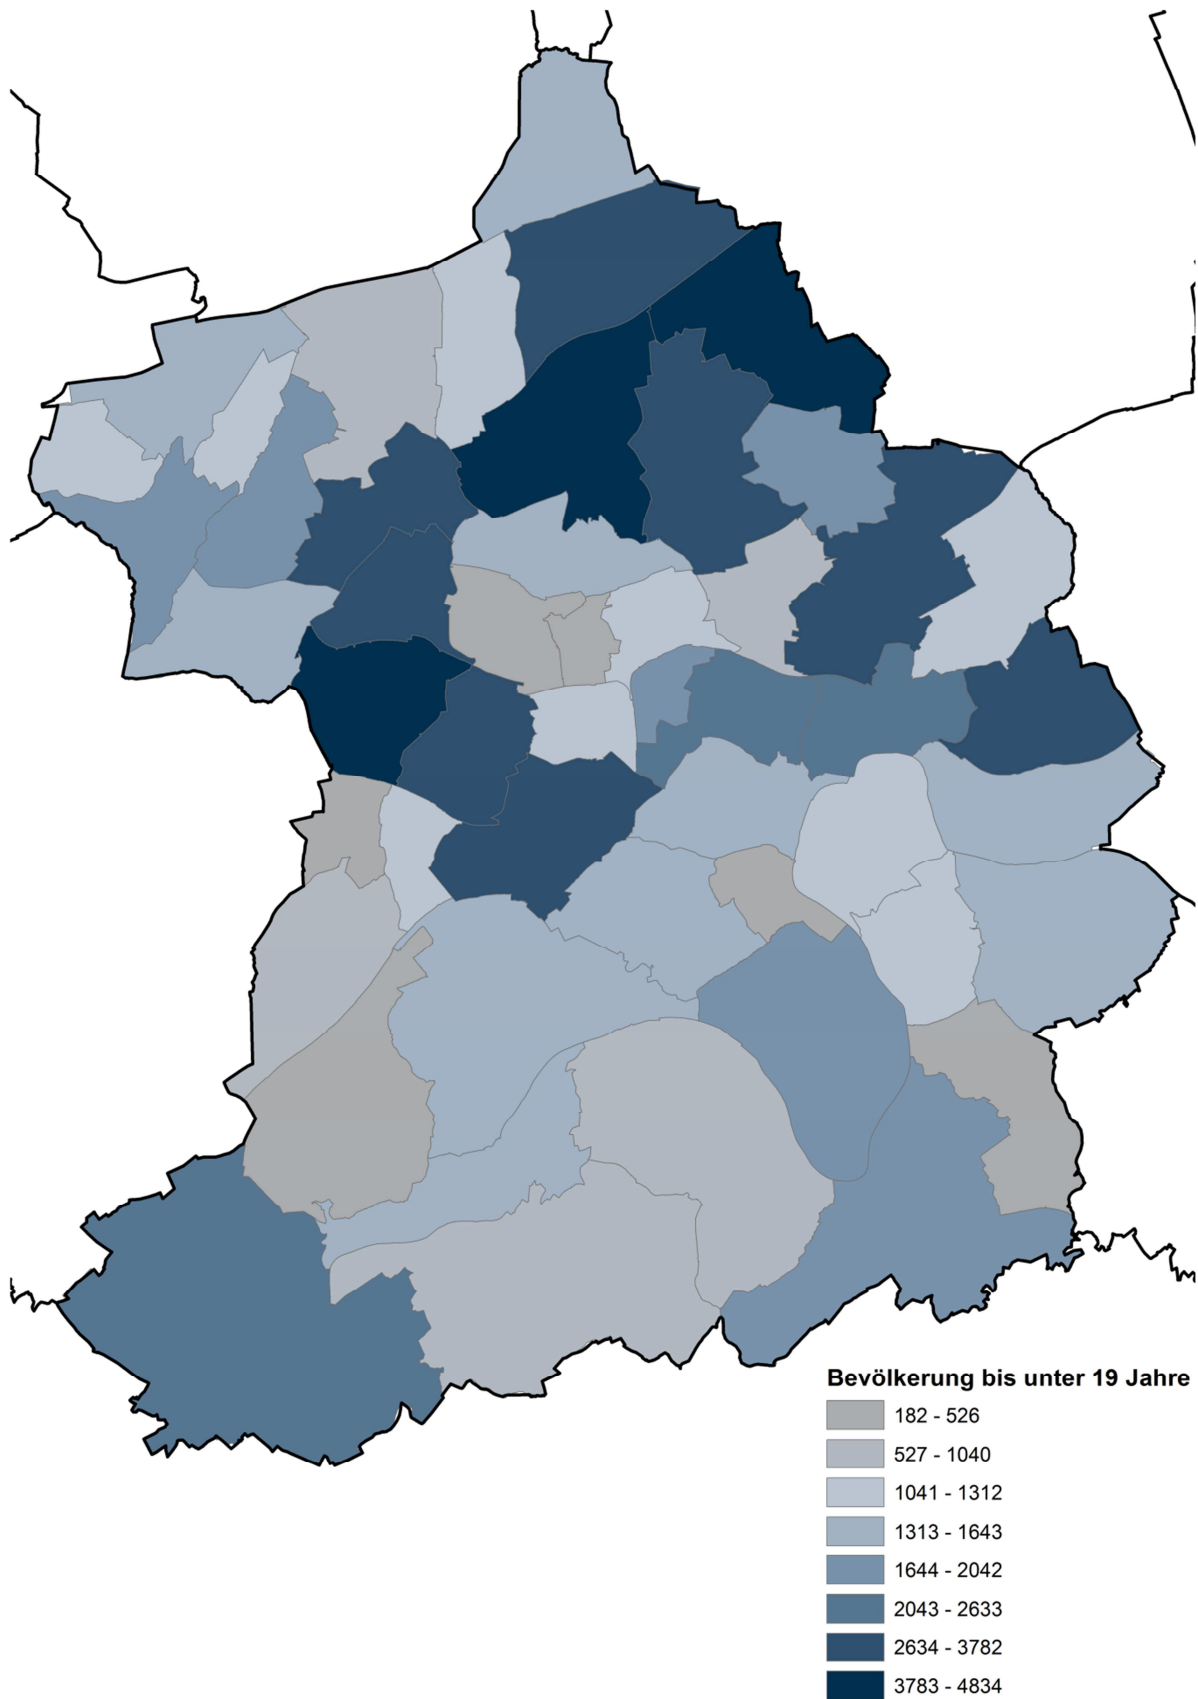 Bevölkerung bis unter 19 Jahre
182 - 526
527 - 1040
1041 - 1312
1313 - 1643
1644 - 2042
2043 - 2633
2634 - 3782
3783 - 4834